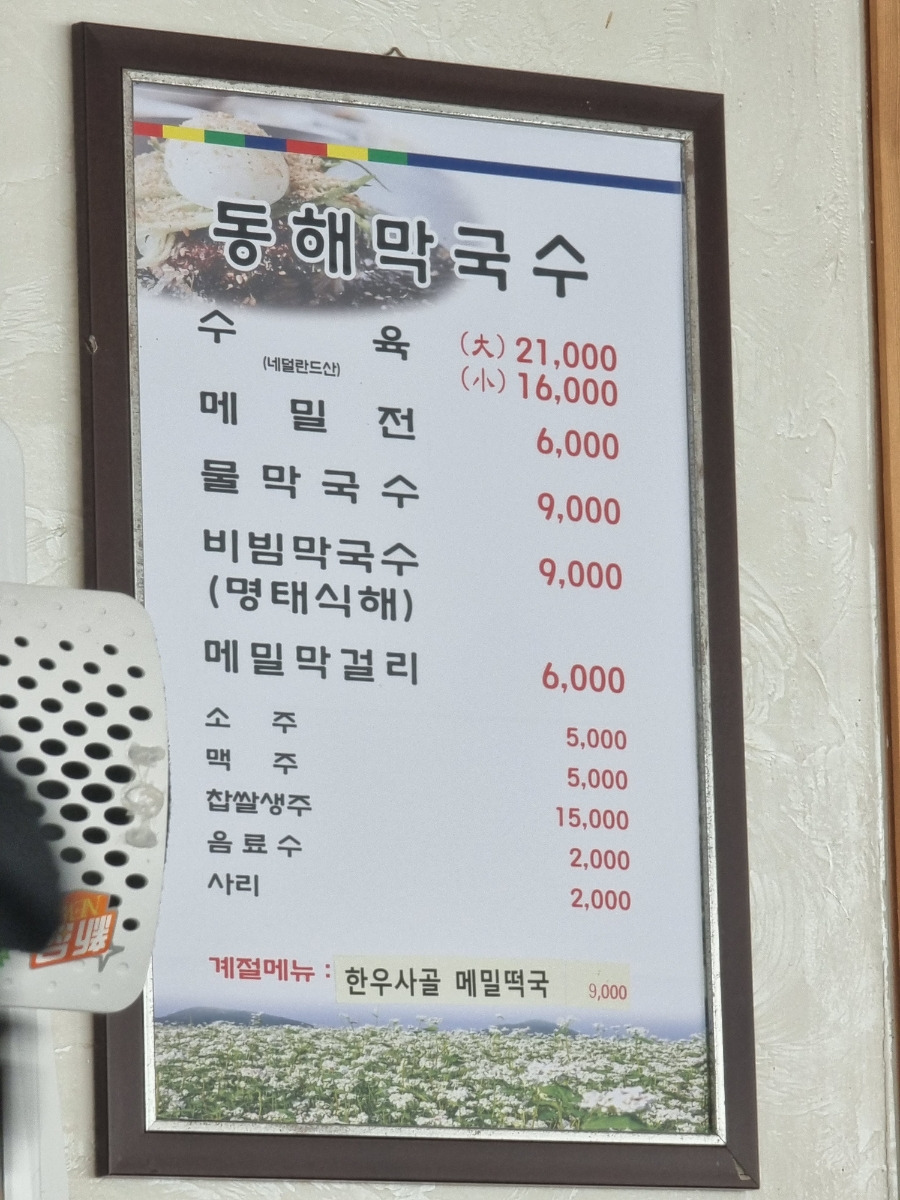 동해막국수
수육 (大) 21,000
(네덜란드산) (小) 16,000
메밀전 6,000
물막국수 9,000
비빔막국수 9,000
(명태식해)
메밀막걸리 6,000
소주 5,000
맥주 5,000
찹쌀생주 15,000
음료수 2,000
사리 2,000
계절메뉴 : 한우사골 메밀떡국 9,000